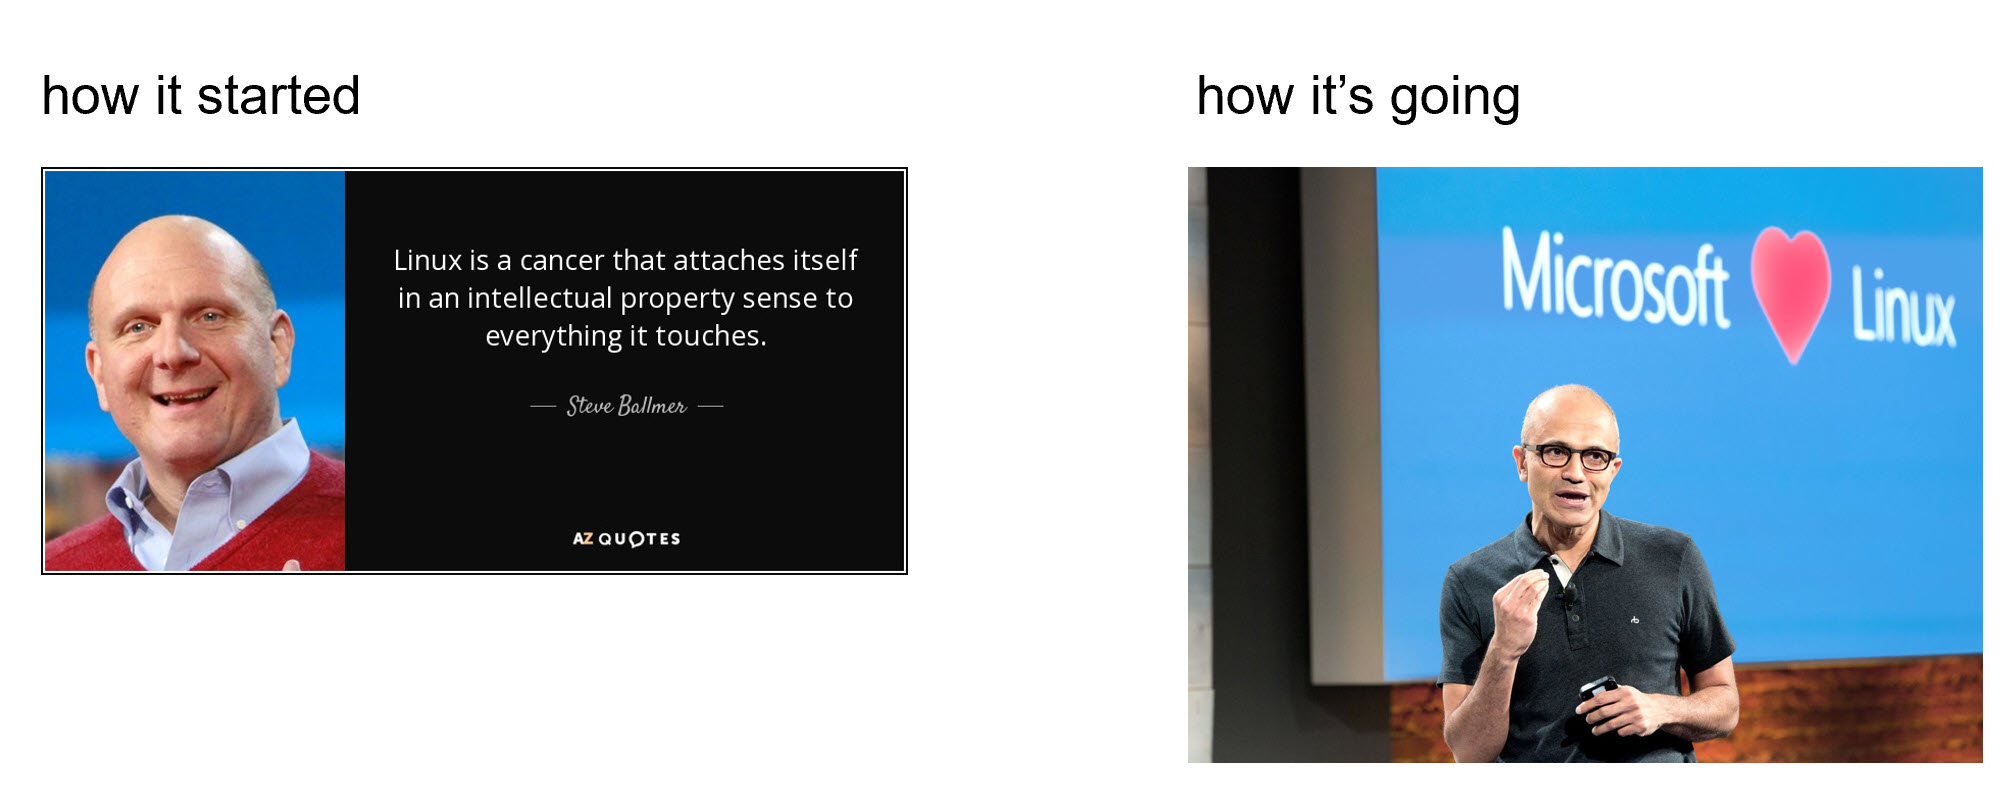 how it started
how it's going
Linux is a cancer that attaches itself
in an intellectual property sense to
everything it touches.
— Steve Ballmer —
AZ QUOTES
Microsoft ♥ Linux